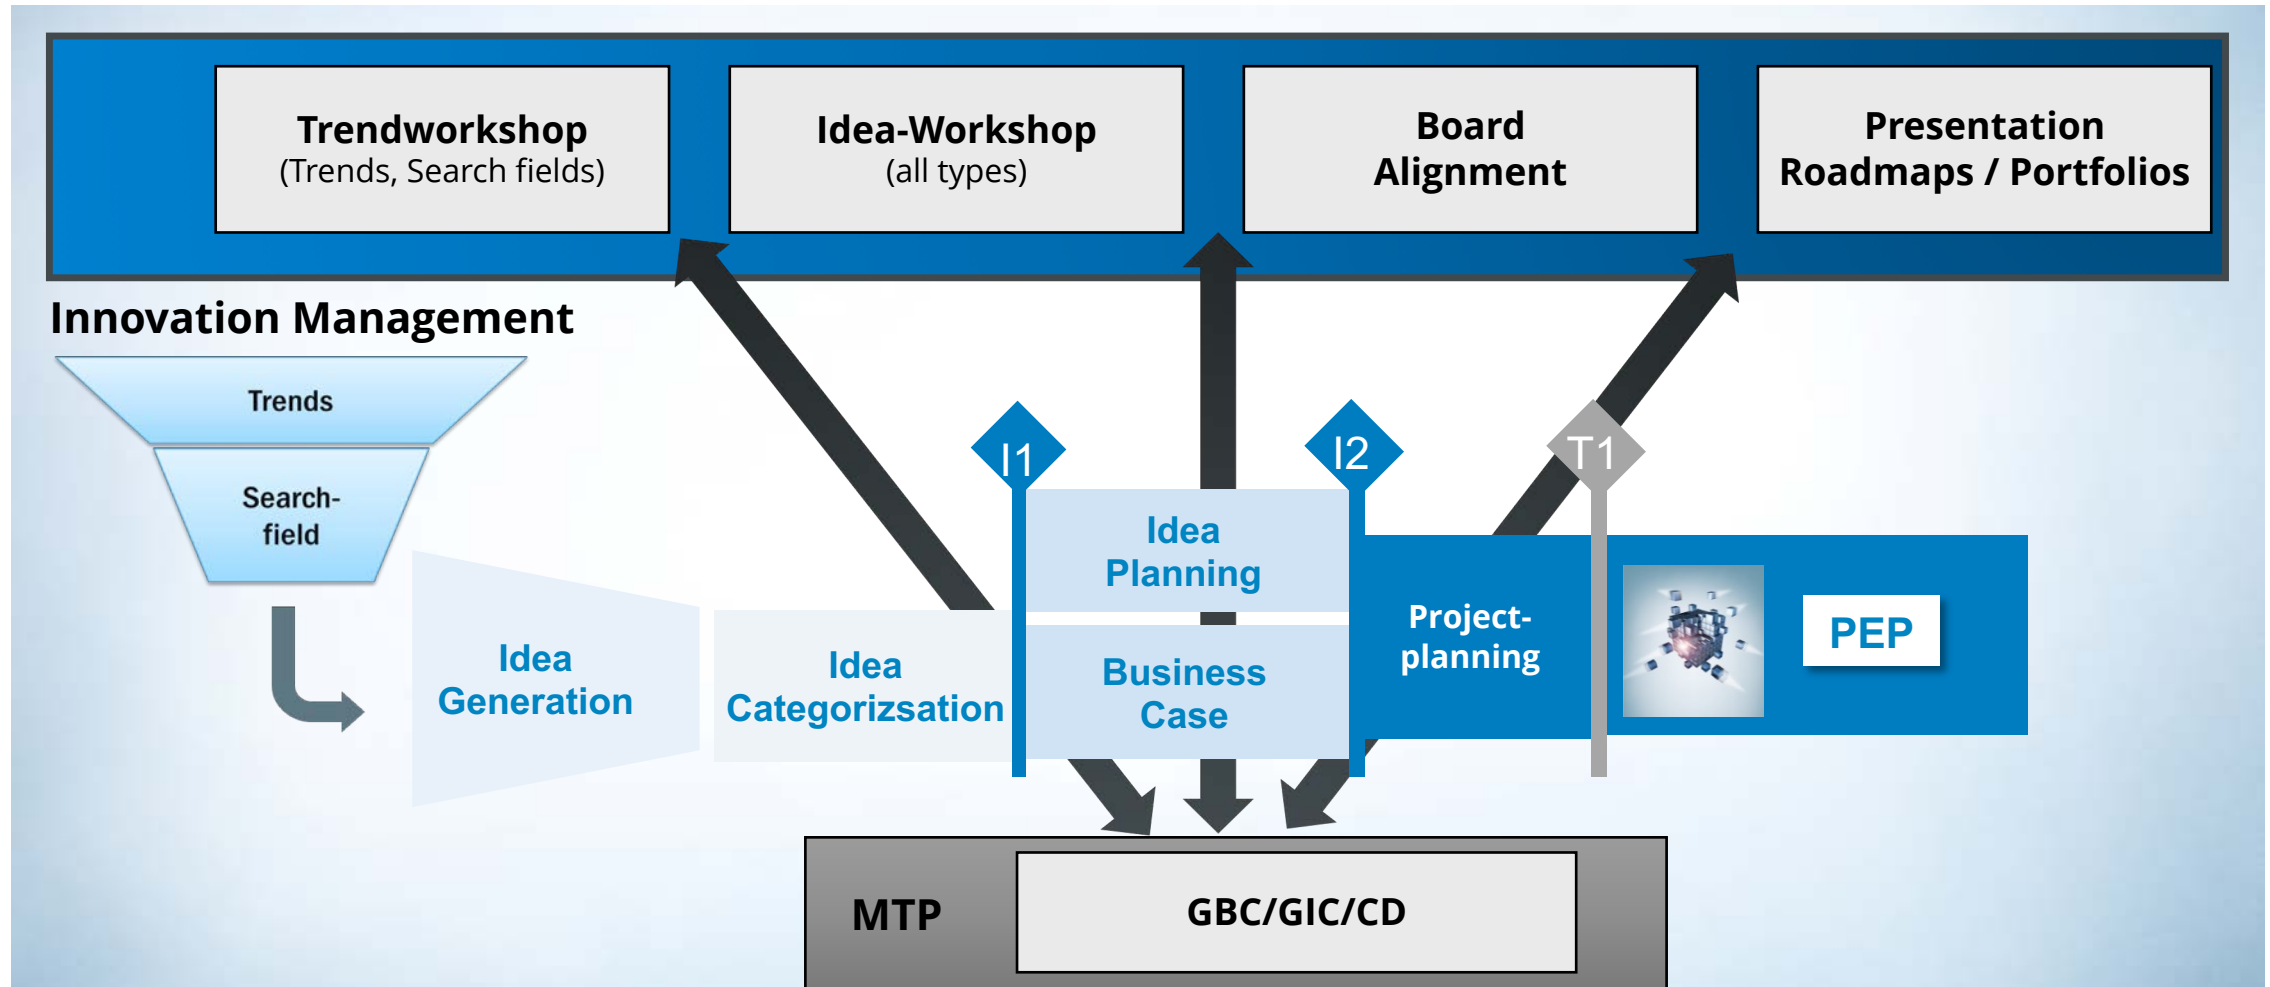 Trendworkshop
(Trends, Search fields)
Idea-Workshop
(all types)
Board
Alignment
Presentation
Roadmaps / Portfolios
Innovation Management
Trends
Search-
field
Idea
Generation
Idea
Categorizsation
I1
Idea
Planning
Business
Case
I2
Project-
planning
T1
PEP
MTP
GBC/GIC/CD